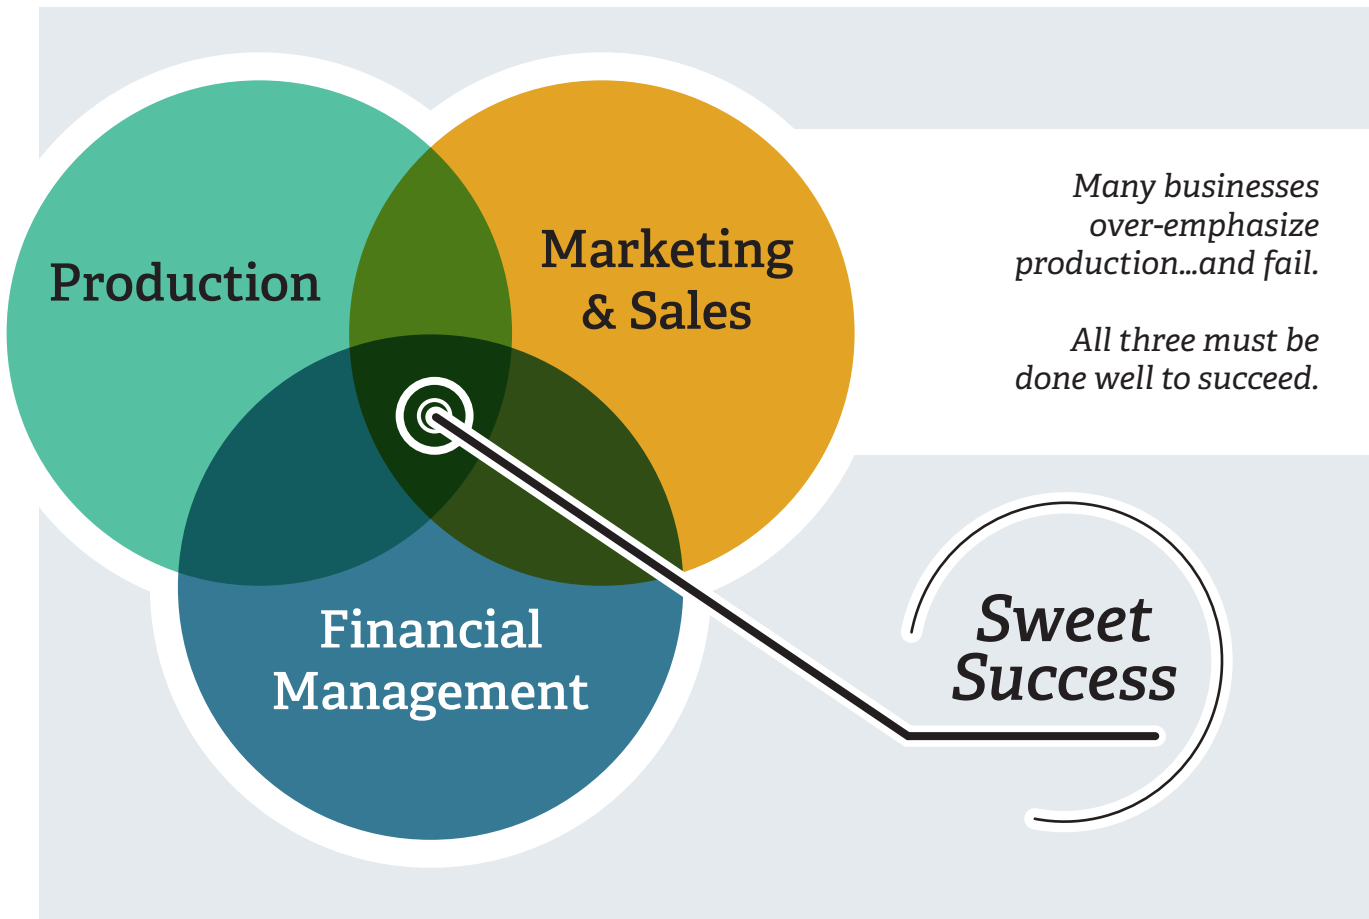 Production
Marketing
& Sales
Financial
Management
Many businesses
over-emphasize
production...and fail.
All three must be
done well to succeed.
Sweet
Success